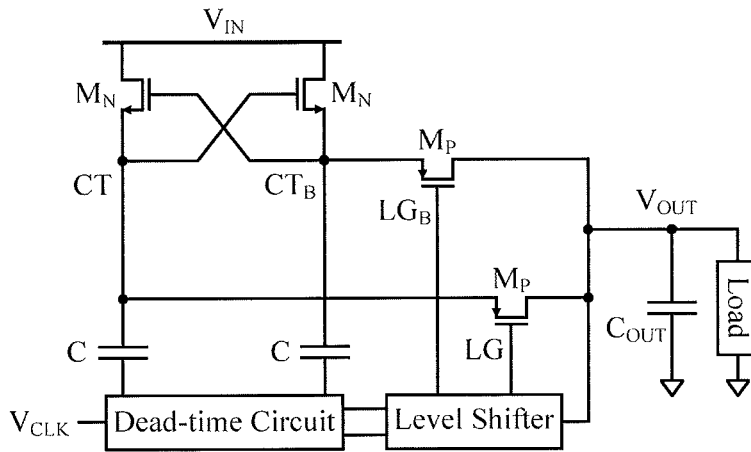 V_IN
M_N
M_N
CT
CT_B
M_P
LG_B
V_OUT
M_P
C
C
LG
C_OUT
Load
V_CLK
Dead-time Circuit
Level Shifter